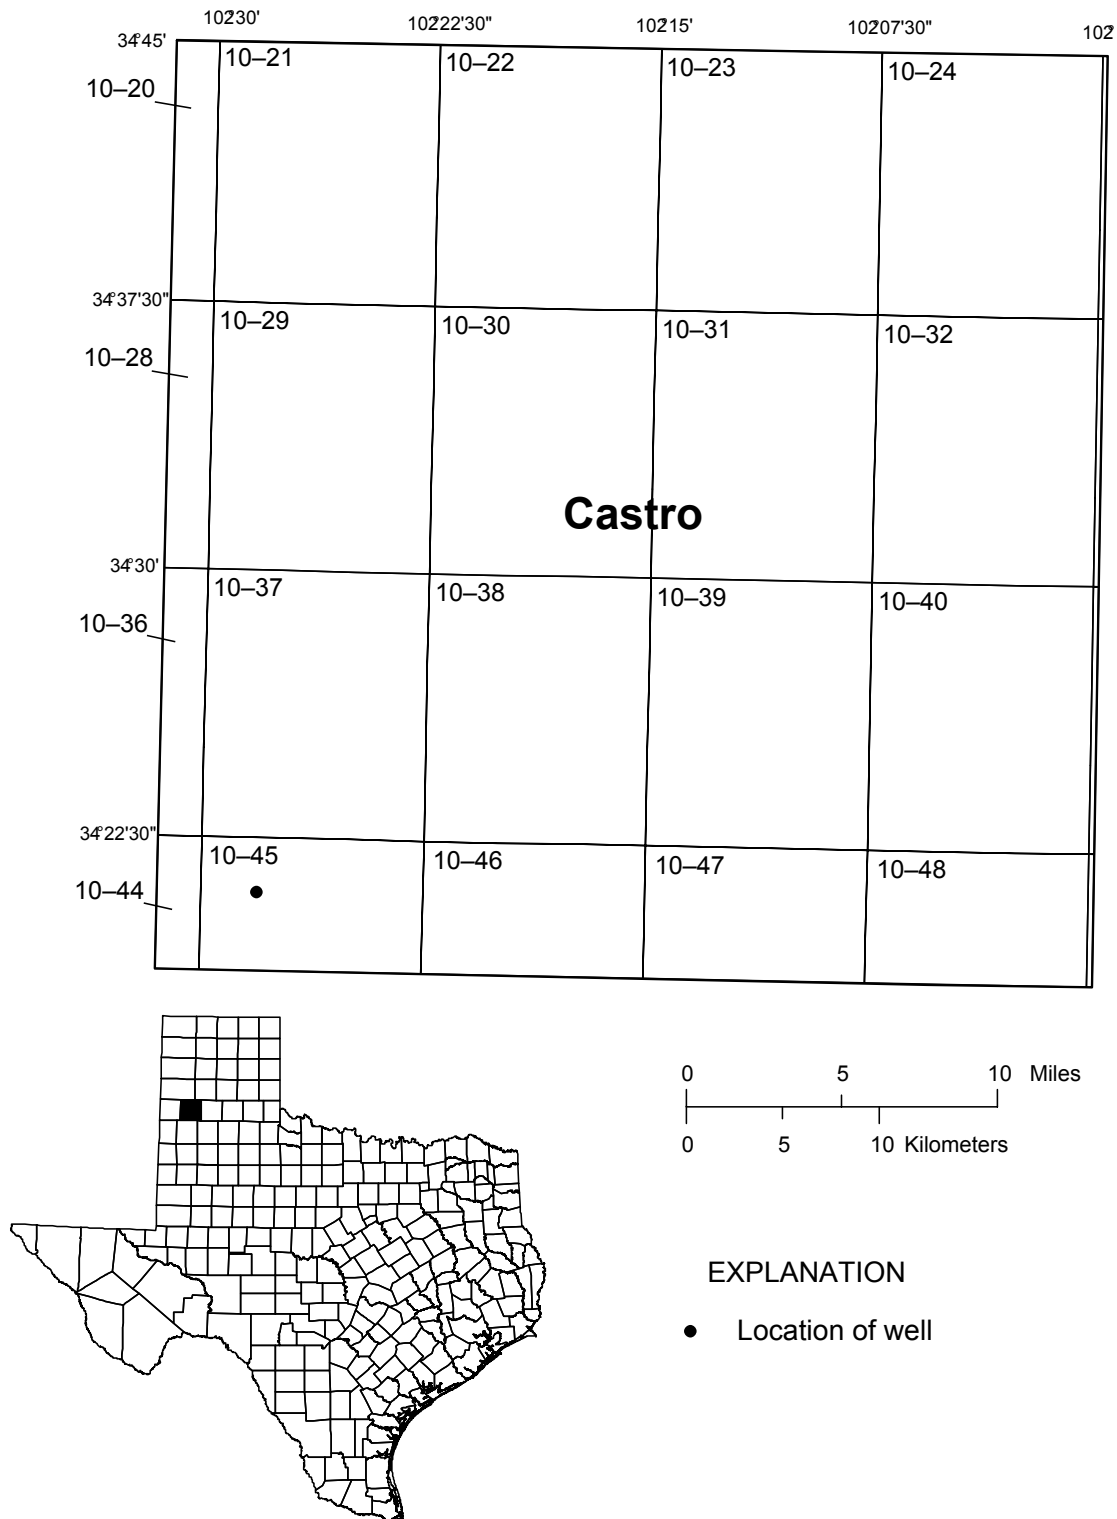 102°30' 102°22'30" 102°15' 102°07'30" 102°
34°45'
10–21 10–22 10–23 10–24
10–20
34°37'30"
10–29 10–30 10–31 10–32
10–28
Castro
34°30'
10–37 10–38 10–39 10–40
10–36
34°22'30"
10–45 10–46 10–47 10–48
10–44
0 5 10 Miles
0 5 10 Kilometers
EXPLANATION
Location of well